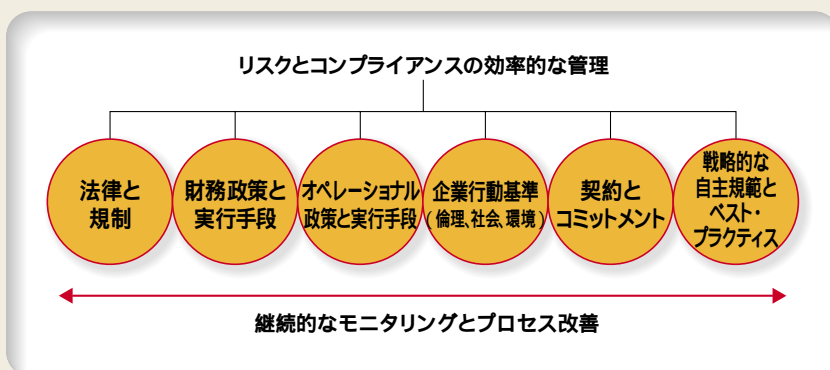 リスクとコンプライアンスの効率的な管理
法律と
規制
財務政策と
実行手段
オペレーショナル
政策と実行手段
企業行動基準
（倫理、社会、環境）
契約と
コミットメント
戦略的な
自主規範と
ベスト・
プラクティス
継続的なモニタリングとプロセス改善